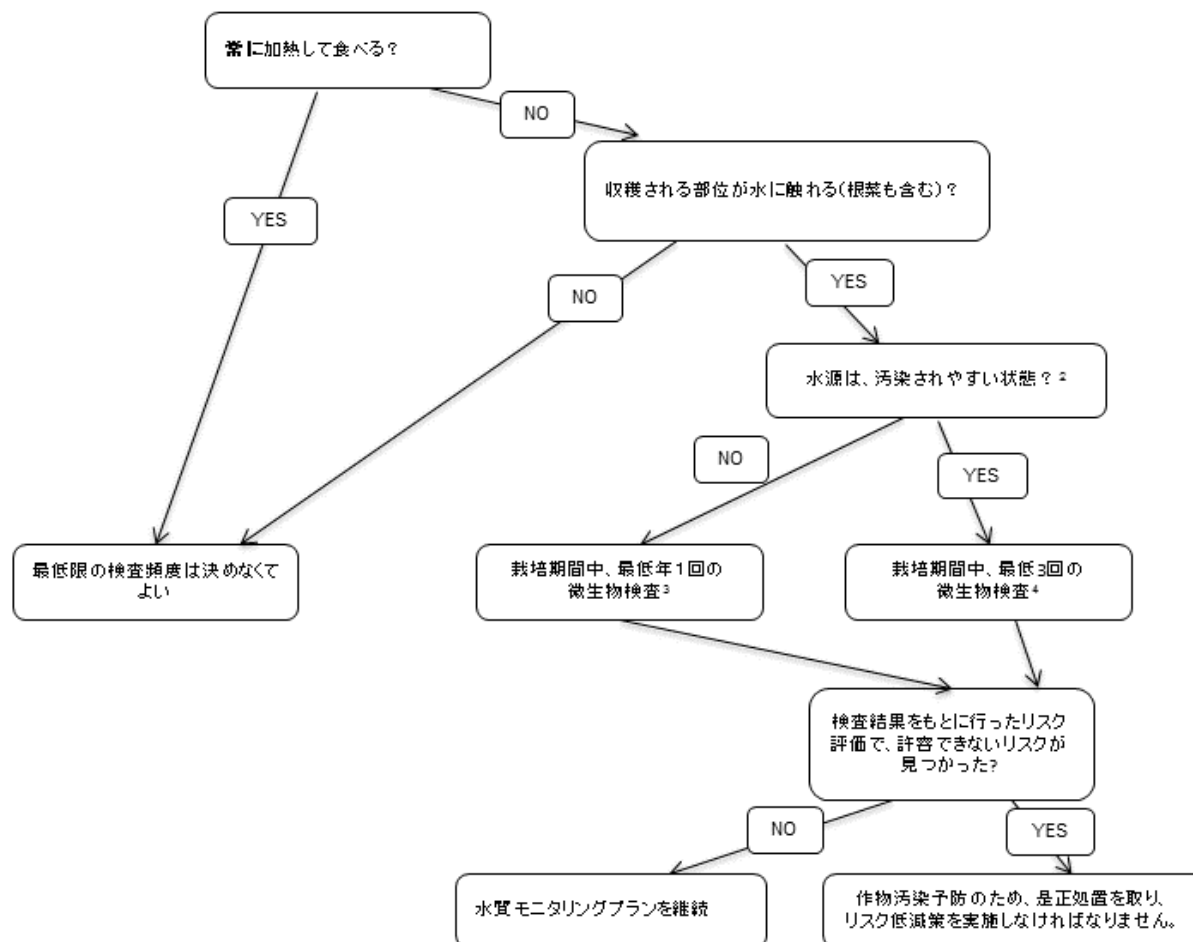 常に加熱して食べる?
NO
収穫される部位が水に触れる(根菜も含む)?
YES
NO
YES
水源は、汚染されやすい状態? ²
NO
YES
最低限の検査頻度は決めなくて
よい
栽培期間中、最低年1回の
微生物検査³
栽培期間中、最低3回の
微生物検査⁴
検査結果をもとに行ったリスク
評価で、許容できないリスクが
見つかった?
NO
YES
水質モニタリングプランを継続
作物汚染予防のため、是正処置を取り、
リスク低減策を実施しなければなりません。